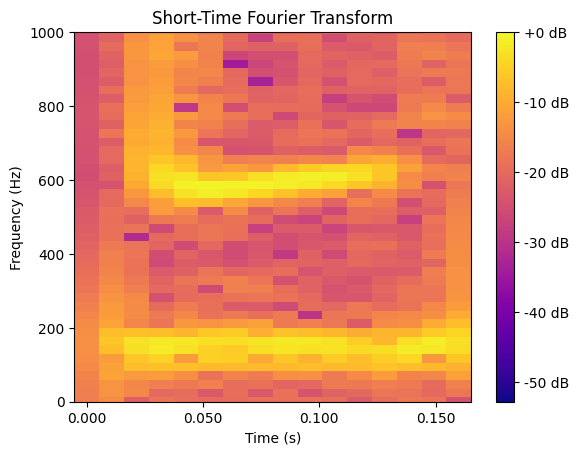 Short-Time Fourier Transform
1000
800
600
400
200
0
Frequency (Hz)
0.000
0.050
0.100
0.150
Time (s)
+0 dB
-10 dB
-20 dB
-30 dB
-40 dB
-50 dB